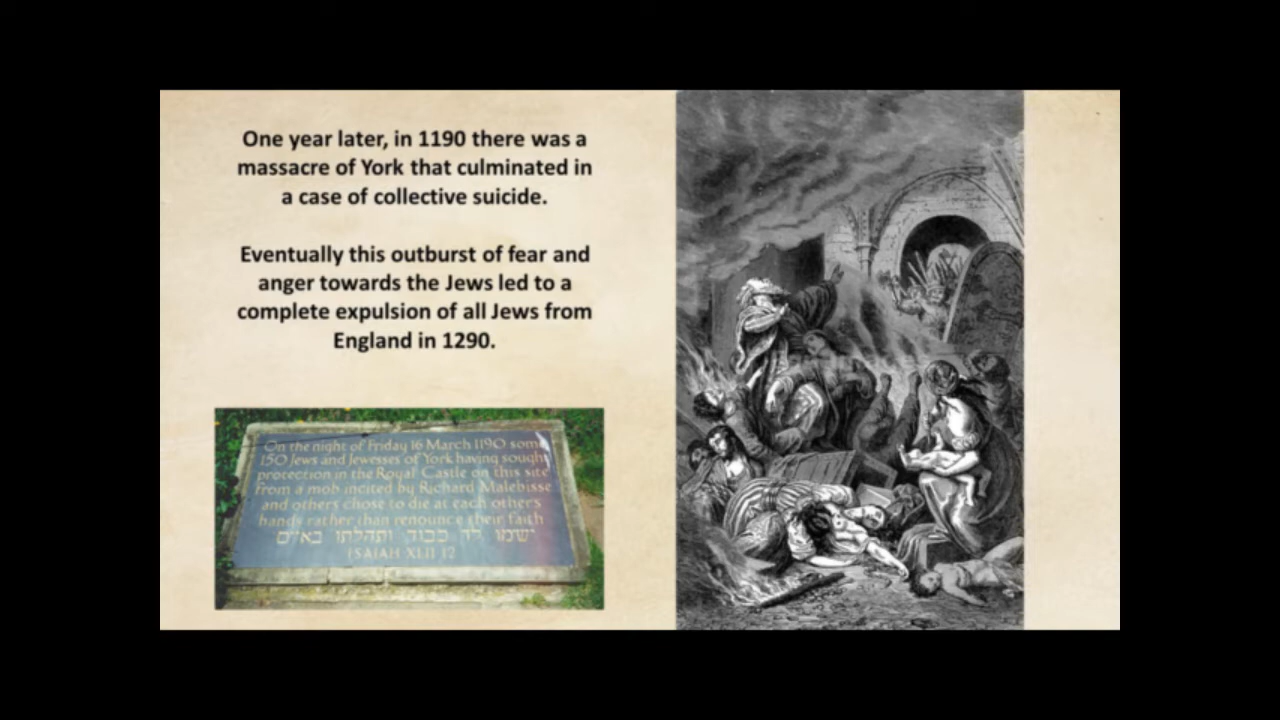 One year later, in 1190 there was a
massacre of York that culminated in
a case of collective suicide.
Eventually this outburst of fear and
anger towards the Jews led to a
complete expulsion of all Jews from
England in 1290.
On the night of Friday 16 March 1190 some
150 Jews and Jewesses of York having sought
protection in the Royal Castle on this site
from a mob incited by Richard Malebisse
and others chose to die at each other's
hands rather than renounce their faith
ישימו לה׳ כבוד ותהלתו באיים
ISAIAH XLII 12